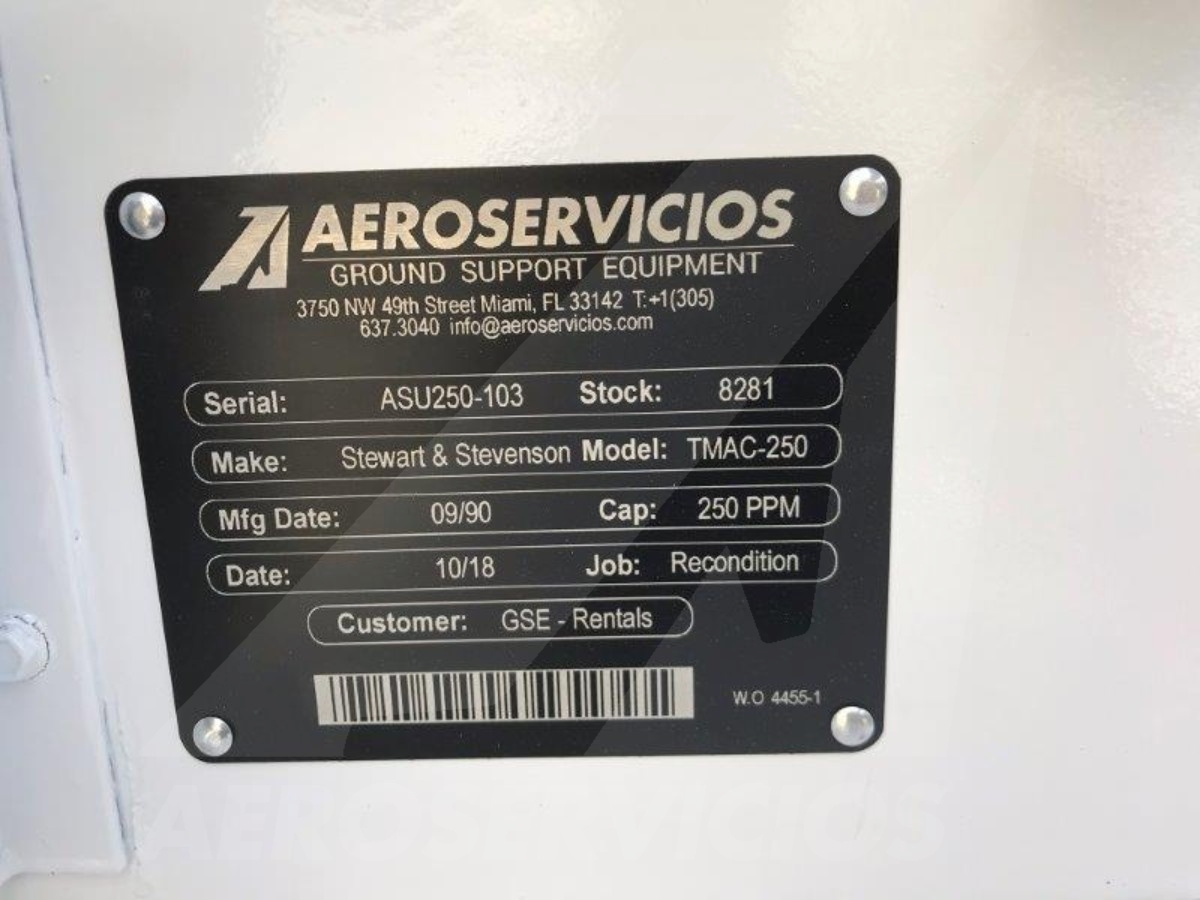 AEROSERVICIOS
GROUND SUPPORT EQUIPMENT
3750 NW 49th Street Miami, FL 33142 T:+1(305)
637.3040 info@aeroservicios.com
Serial: ASU250-103 Stock: 8281
Make: Stewart & Stevenson Model: TMAC-250
Mfg Date: 09/90 Cap: 250 PPM
Date: 10/18 Job: Recondition
Customer: GSE - Rentals
W.O 4455-1
AEROSERVICIOS